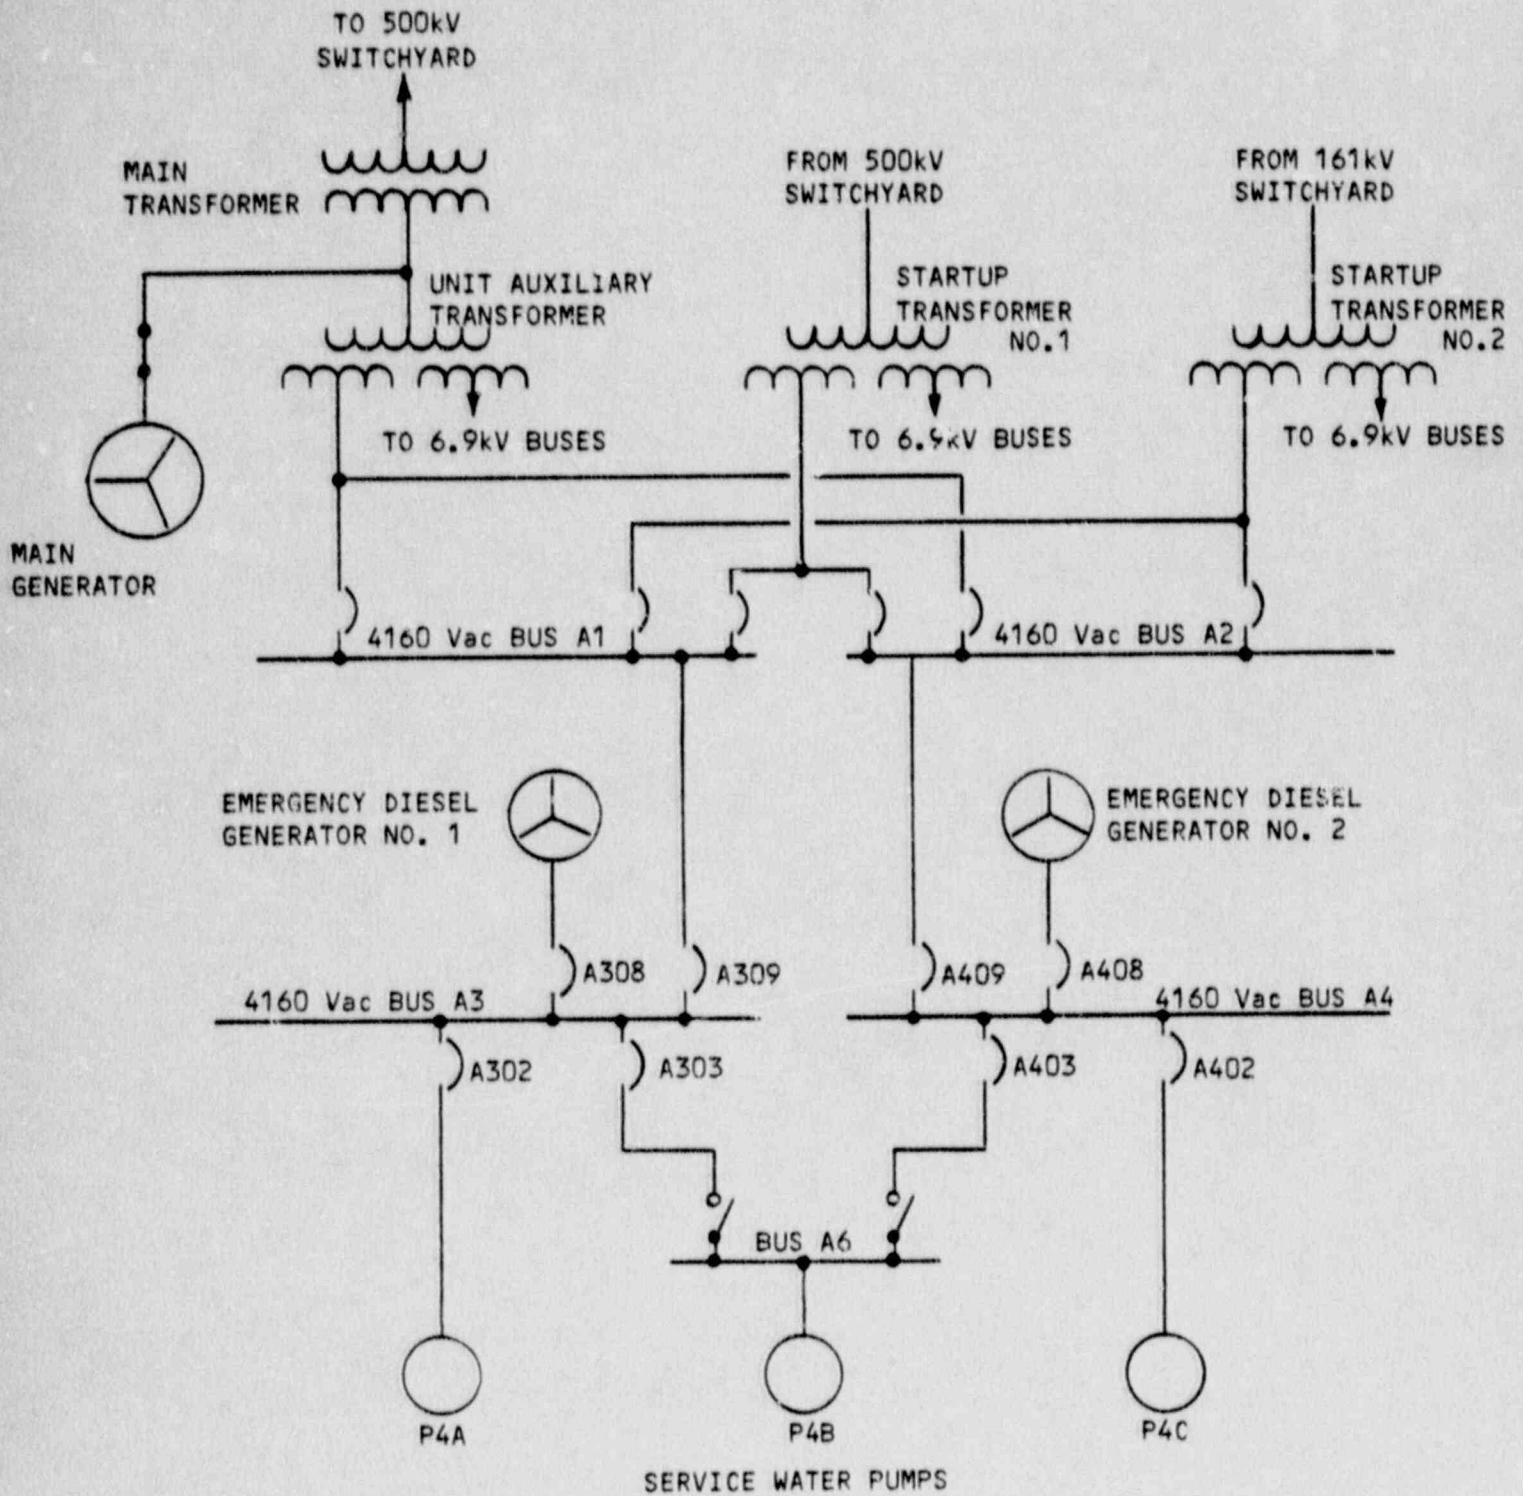 TO 500kV
SWITCHYARD
MAIN
TRANSFORMER
FROM 500kV
SWITCHYARD
FROM 161kV
SWITCHYARD
UNIT AUXILIARY
TRANSFORMER
STARTUP
TRANSFORMER
NO.1
STARTUP
TRANSFORMER
NO.2
TO 6.9kV BUSES
TO 6.9kV BUSES
TO 6.9kV BUSES
MAIN
GENERATOR
4160 Vac BUS A1
4160 Vac BUS A2
EMERGENCY DIESEL
GENERATOR NO. 1
EMERGENCY DIESEL
GENERATOR NO. 2
A308
A309
A409
A408
4160 Vac BUS A3
4160 Vac BUS A4
A302
A303
A403
A402
BUS A6
P4A
P4B
P4C
SERVICE WATER PUMPS